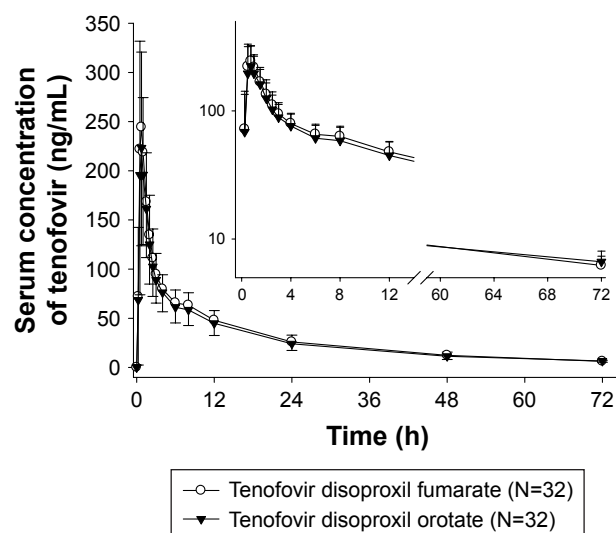 Serum concentration
of tenofovir (ng/mL)
350
300
250
200
150
100
50
0
100
10
0 4 8 12 60 64 68 72
0 12 24 36 48 60 72
Time (h)
Tenofovir disoproxil fumarate (N=32)
Tenofovir disoproxil orotate (N=32)